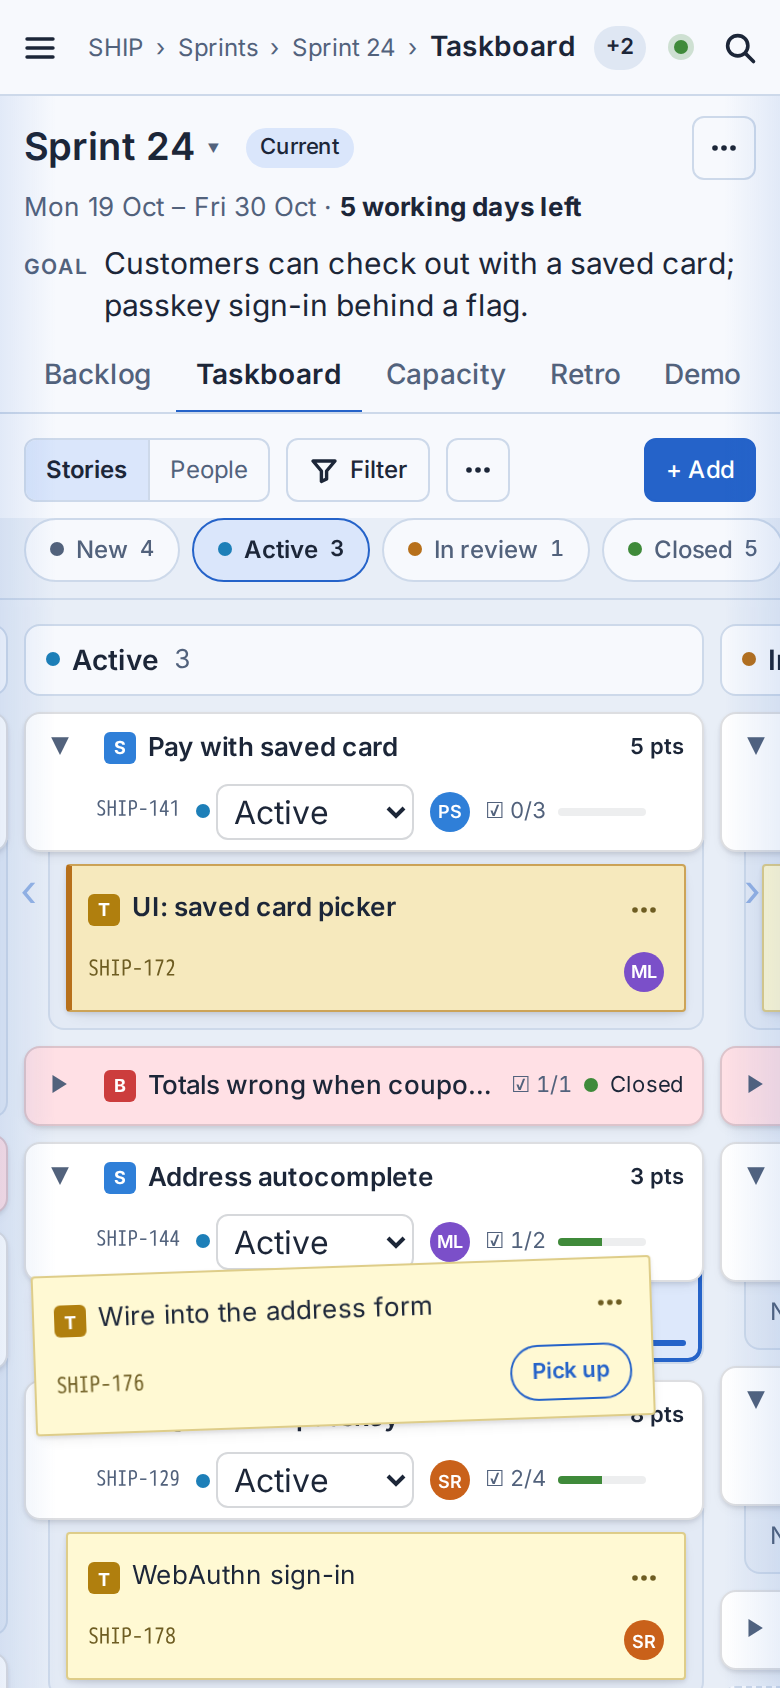 SHIP › Sprints › Sprint 24 › Taskboard +2
Sprint 24 Current
Mon 19 Oct – Fri 30 Oct · 5 working days left
GOAL Customers can check out with a saved card;
passkey sign-in behind a flag.
Backlog Taskboard Capacity Retro Demo
Stories People Filter + Add
New 4 Active 3 In review 1 Closed 5
Active 3
S Pay with saved card 5 pts
SHIP-141 Active PS 0/3
T UI: saved card picker
SHIP-172 ML
B Totals wrong when coupo... 1/1 Closed
S Address autocomplete 3 pts
SHIP-144 Active ML 1/2
T Wire into the address form
SHIP-176 Pick up
8 pts
SHIP-129 Active SR 2/4
T WebAuthn sign-in
SHIP-178 SR